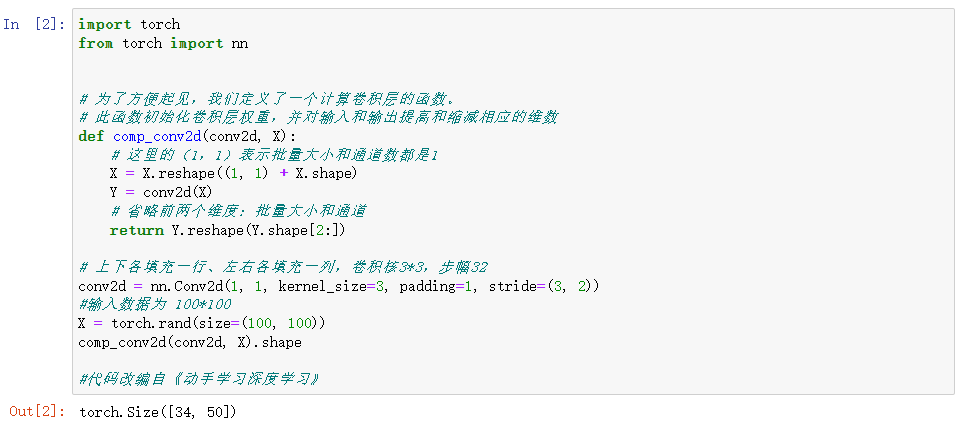 In [2]: import torch
from torch import nn
# 为了方便起见，我们定义了一个计算卷积层的函数。
# 此函数初始化卷积层权重，并对输入和输出提高和缩减相应的维数
def comp_conv2d(conv2d, X):
# 这里的（1，1）表示批量大小和通道数都是1
X = X.reshape((1, 1) + X.shape)
Y = conv2d(X)
# 省略前两个维度：批量大小和通道
return Y.reshape(Y.shape[2:])
# 上下各填充一行、左右各填充一列，卷积核3*3，步幅32
conv2d = nn.Conv2d(1, 1, kernel_size=3, padding=1, stride=(3, 2))
#输入数据为 100*100
X = torch.rand(size=(100, 100))
comp_conv2d(conv2d, X).shape
#代码改编自《动手学习深度学习》
Out[2]: torch.Size([34, 50])